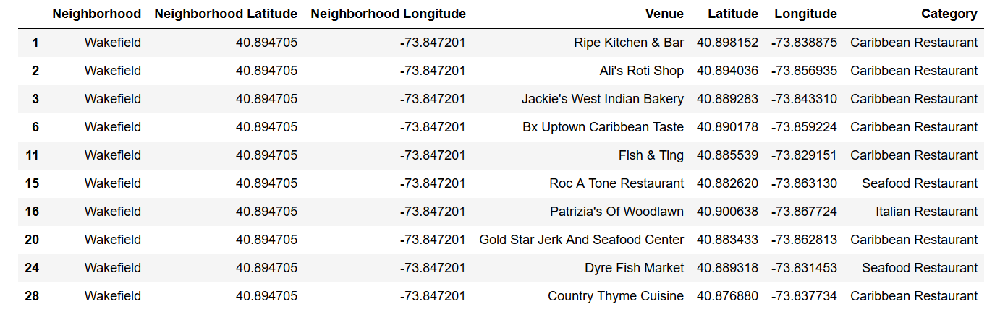 Neighborhood Neighborhood Latitude Neighborhood Longitude Venue Latitude Longitude Category
1 Wakefield 40.894705 -73.847201 Ripe Kitchen & Bar 40.898152 -73.838875 Caribbean Restaurant
2 Wakefield 40.894705 -73.847201 Ali's Roti Shop 40.894036 -73.856935 Caribbean Restaurant
3 Wakefield 40.894705 -73.847201 Jackie's West Indian Bakery 40.889283 -73.843310 Caribbean Restaurant
6 Wakefield 40.894705 -73.847201 Bx Uptown Caribbean Taste 40.890178 -73.859224 Caribbean Restaurant
11 Wakefield 40.894705 -73.847201 Fish & Ting 40.885539 -73.829151 Caribbean Restaurant
15 Wakefield 40.894705 -73.847201 Roc A Tone Restaurant 40.882620 -73.863130 Seafood Restaurant
16 Wakefield 40.894705 -73.847201 Patrizia's Of Woodlawn 40.900638 -73.867724 Italian Restaurant
20 Wakefield 40.894705 -73.847201 Gold Star Jerk And Seafood Center 40.883433 -73.862813 Caribbean Restaurant
24 Wakefield 40.894705 -73.847201 Dyre Fish Market 40.889318 -73.831453 Seafood Restaurant
28 Wakefield 40.894705 -73.847201 Country Thyme Cuisine 40.876880 -73.837734 Caribbean Restaurant